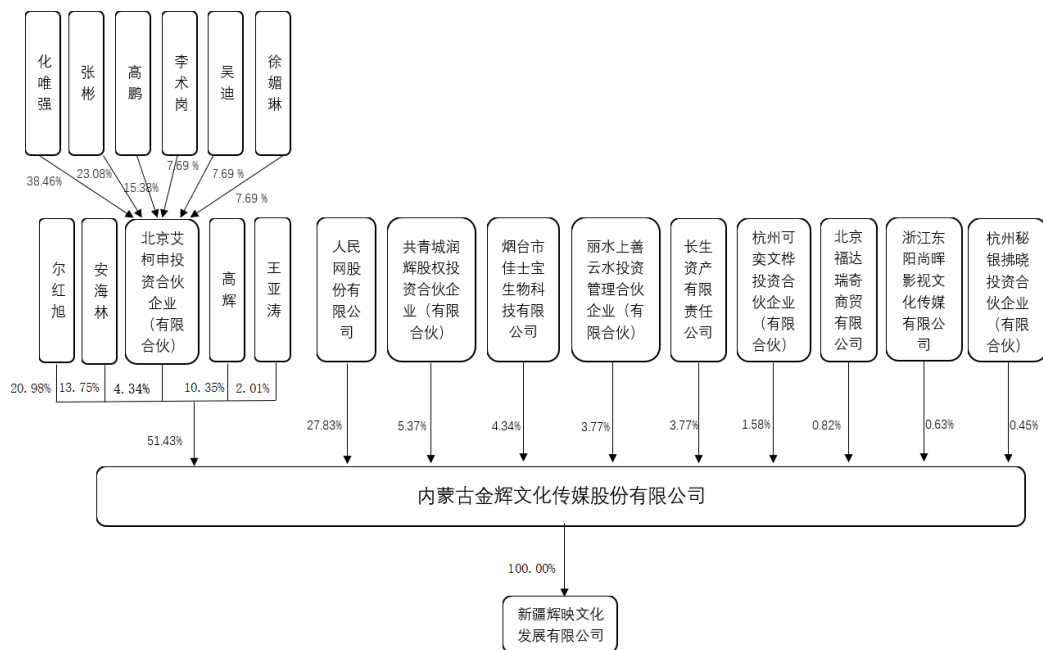 化唯强
张彬
高鹏
李术岗
吴迪
徐媚琳
38.46%
23.08%
15.38%
7.69 %
7.69 %
7.69 %
尔红旭
安海林
北京艾
柯申投
资合伙
企业
（有限
合伙）
高辉
王亚涛
人民
网股
份有
限公
司
共青城润
辉股权投
资合伙企
业（有限
合伙）
烟台市
佳士宝
生物科
技有限
公司
丽水上善
云水投资
管理合伙
企业（有
限合伙）
长生
资产
有限
责任
公司
杭州可
奕文桦
投资合
伙企业
（有限
合伙）
北京
福达
瑞奇
商贸
有限
公司
浙江东
阳尚晖
影视文
化传媒
有限公
司
杭州秘
银拂晓
投资合
伙企业
（有限
合伙）
20.98%
13.75%
4.34%
10.35%
2.01%
51.43%
27.83%
5.37%
4.34%
3.77%
3.77%
1.58%
0.82%
0.63%
0.45%
内蒙古金辉文化传媒股份有限公司
100.00%
新疆辉映文化
发展有限公司